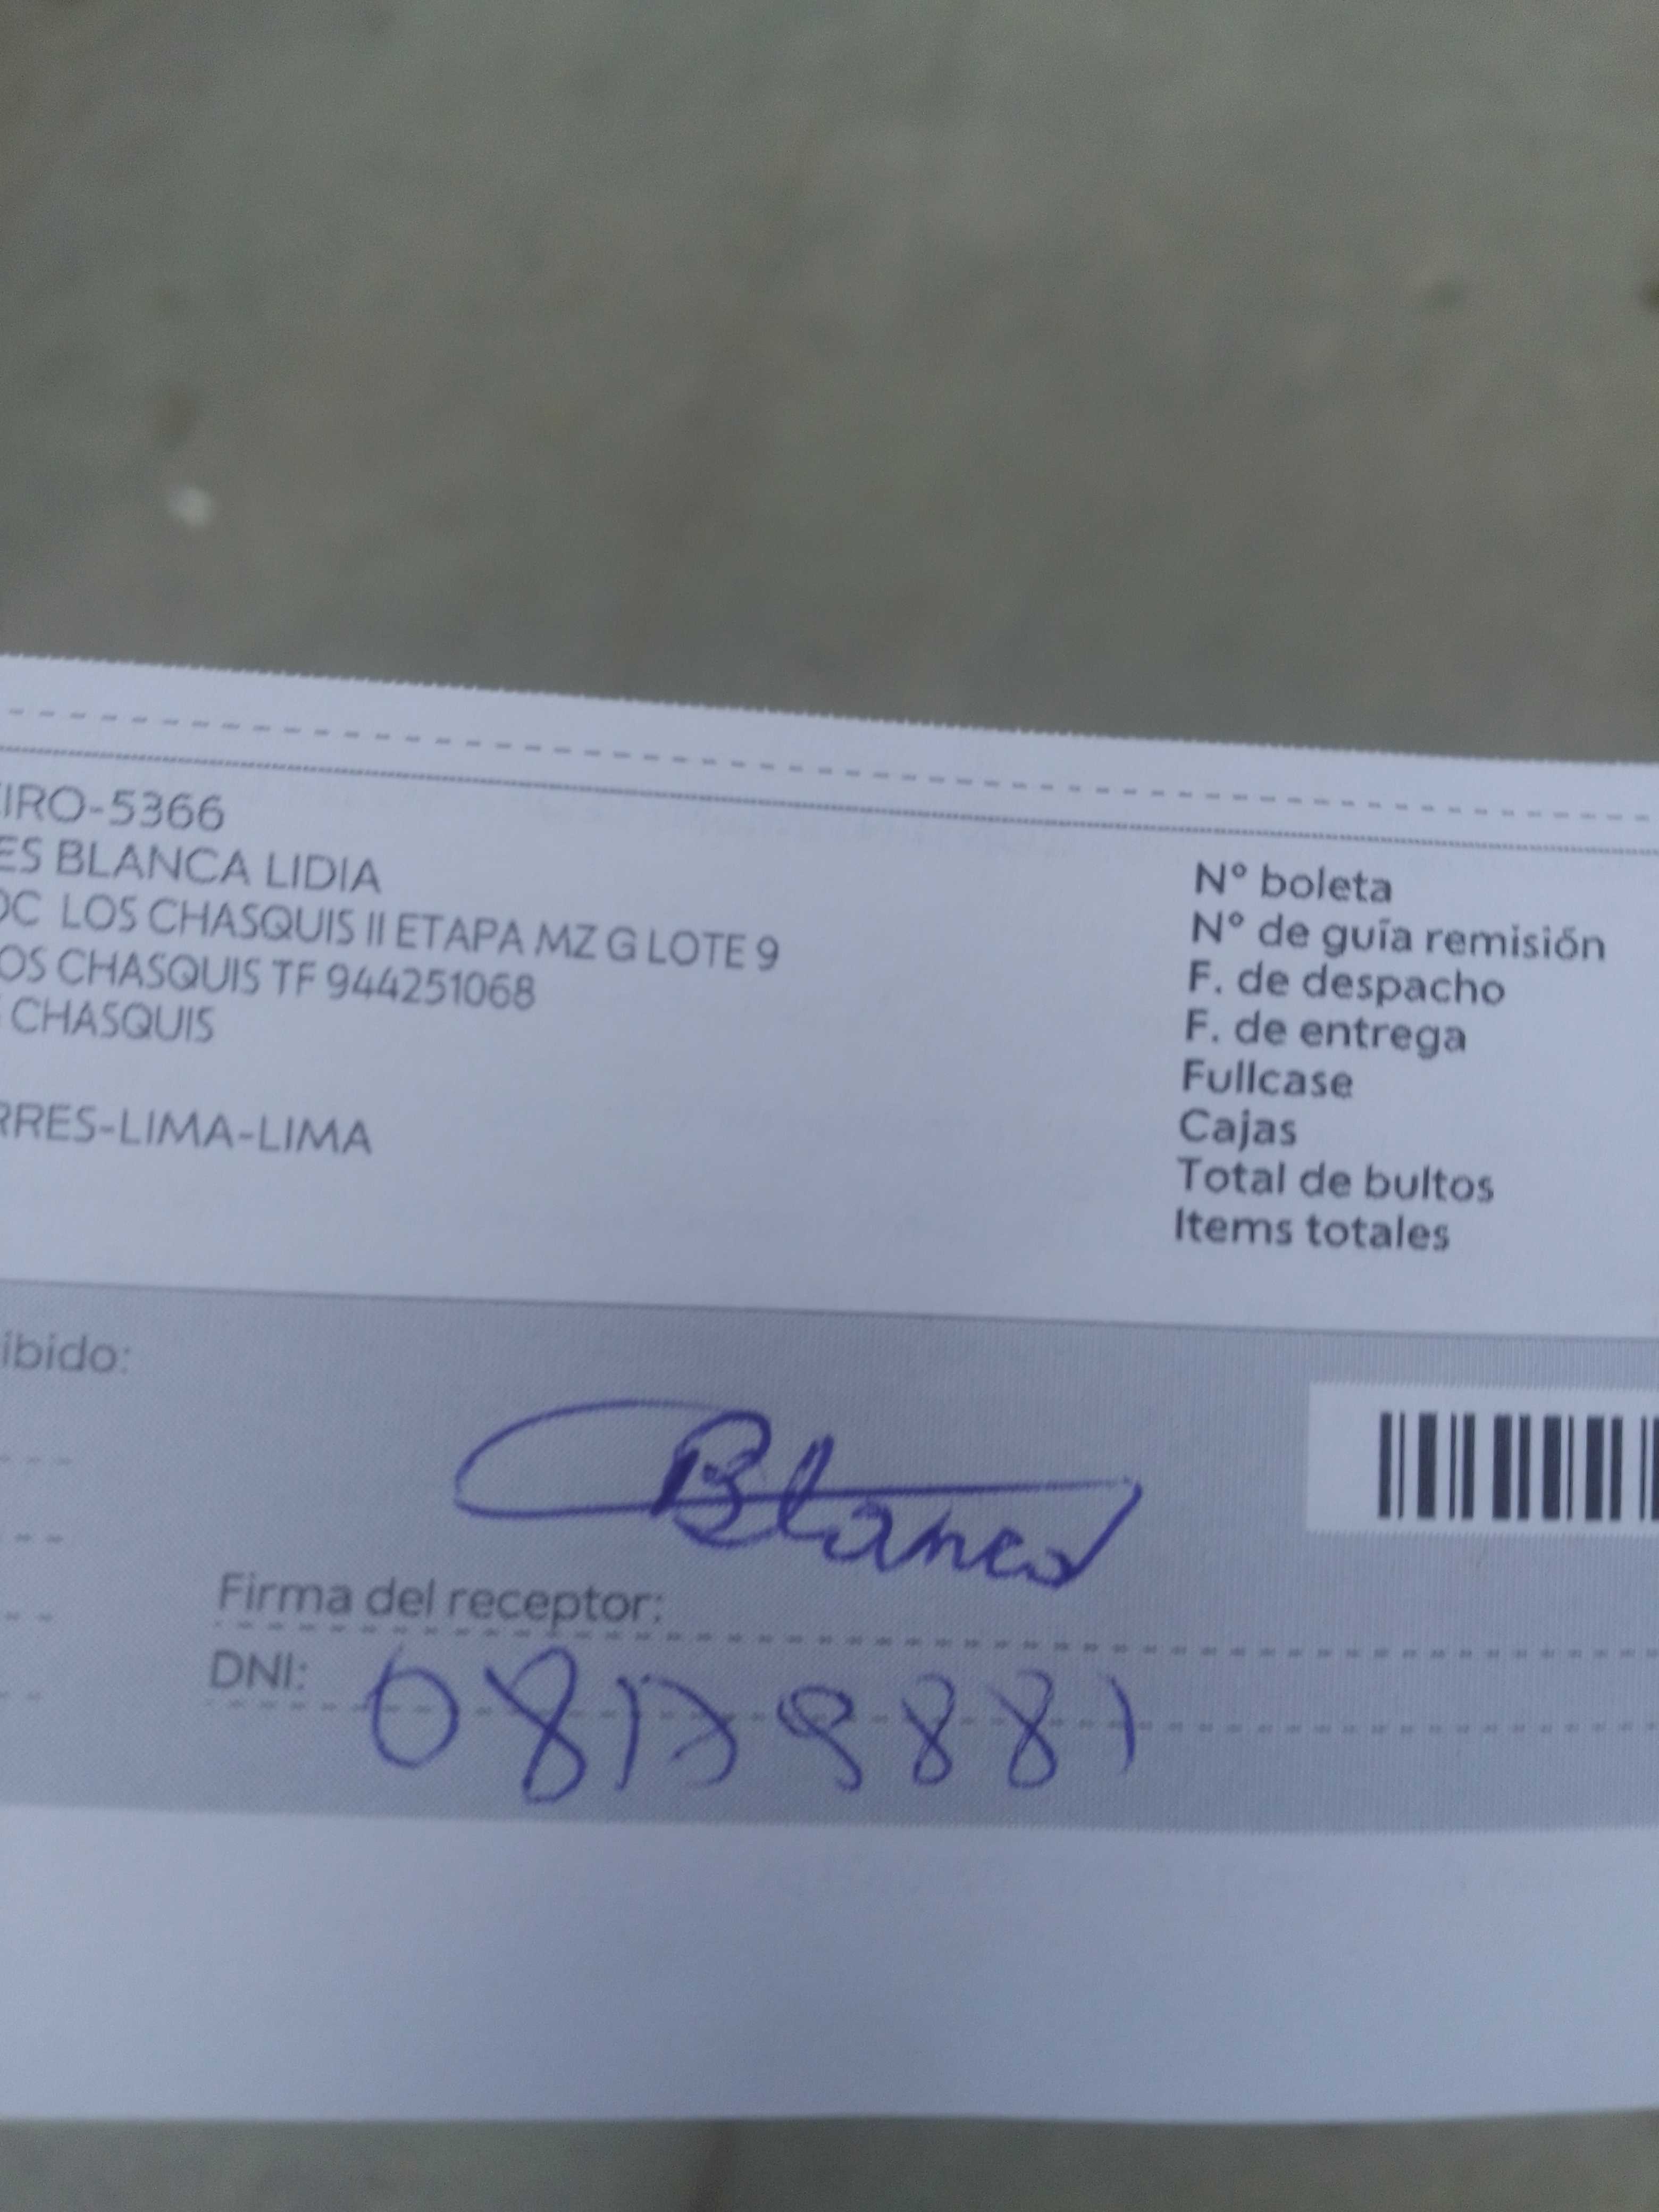 IRO-5366
ES BLANCA LIDIA
OC LOS CHASQUIS II ETAPA MZ G LOTE 9
OS CHASQUIS TF 944251068
CHASQUIS
RRES-LIMA-LIMA
N° boleta
N° de guía remisión
F. de despacho
F. de entrega
Fullcase
Cajas
Total de bultos
Items totales
ibido:
Blanca
Firma del receptor:
DNI: 08179881